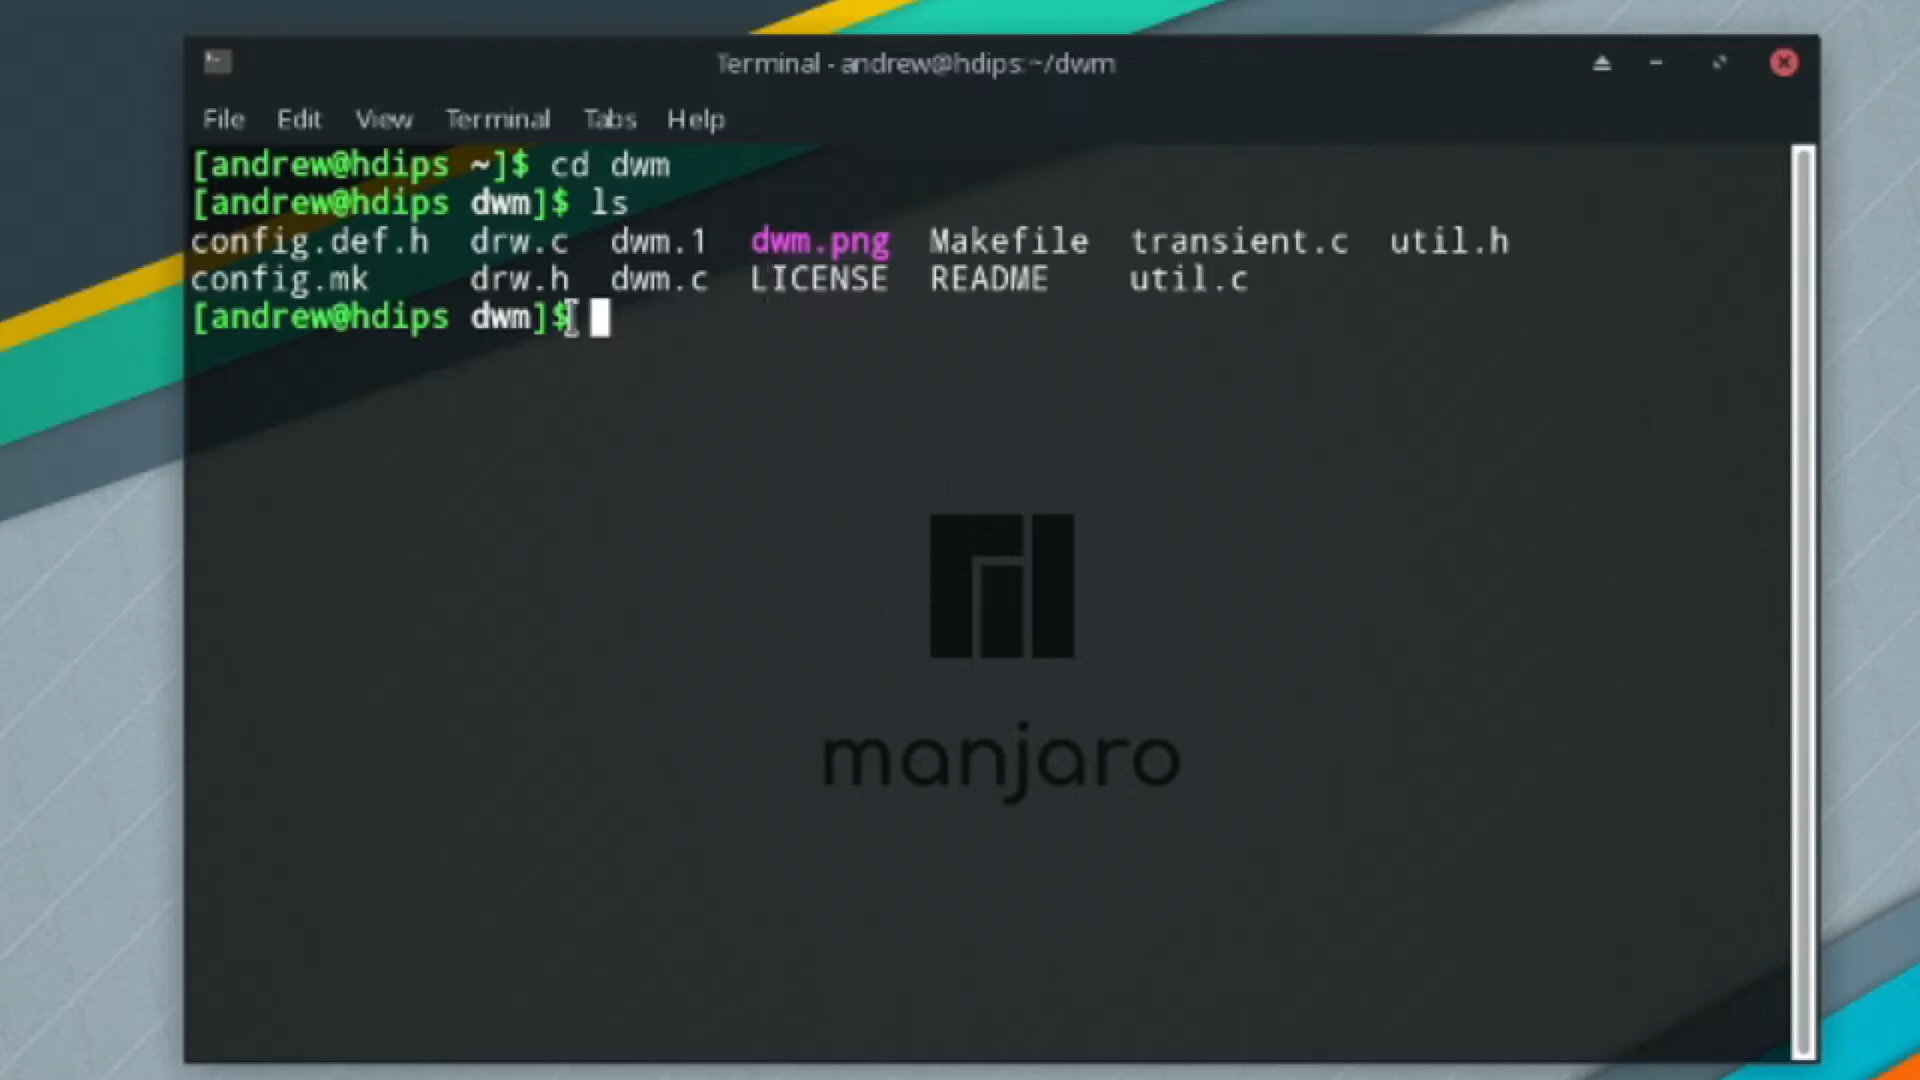 Terminal - andrew@hdips:~/dwm
File Edit View Terminal Tabs Help
[andrew@hdips ~]$ cd dwm
[andrew@hdips dwm]$ ls
config.def.h drw.c dwm.1 dwm.png Makefile transient.c util.h
config.mk drw.h dwm.c LICENSE README util.c
[andrew@hdips dwm]$
manjaro